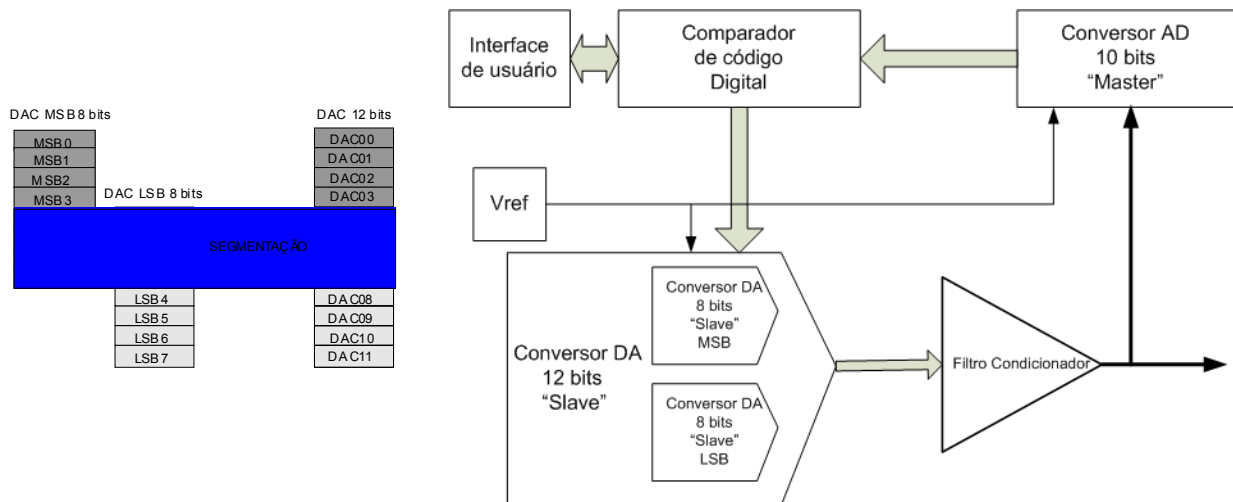 DAC MSB 8 bits
MSB0
MSB1
MSB2
MSB3
DAC LSB 8 bits
DAC 12 bits
DAC00
DAC01
DAC02
DAC03
SEGMENTAÇÃO
LSB4
LSB5
LSB6
LSB7
DAC08
DAC09
DAC10
DAC11
Interface
de usuário
Comparador
de código
Digital
Conversor AD
10 bits
“Master”
Vref
Conversor DA
12 bits
“Slave”
Conversor DA
8 bits
“Slave”
MSB
Conversor DA
8 bits
“Slave”
LSB
Filtro Condicionador